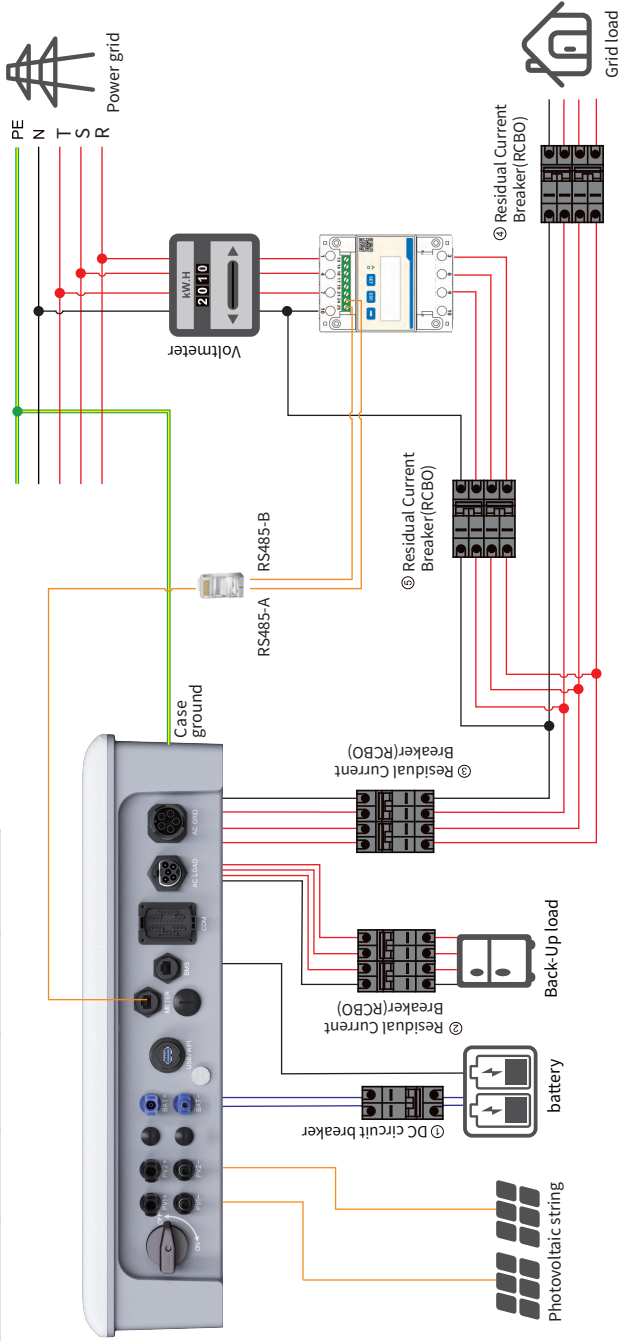 Power grid
PE
N
T
S
R
kW.H
2010
Voltmeter
Grid load
④ Residual Current
Breaker(RCBO)
⑤ Residual Current
Breaker(RCBO)
RS485-B
RS485-A
Case
ground
③ Residual Current
Breaker(RCBO)
② Residual Current
Breaker(RCBO)
① DC circuit breaker
AC GRID
AC LOAD
COM
BMS
METER
USB/WIFI
BAT+
BAT-
PV2+
PV2-
PV1+
PV1-
OFF
ON
Back-Up load
battery
Photovoltaic string